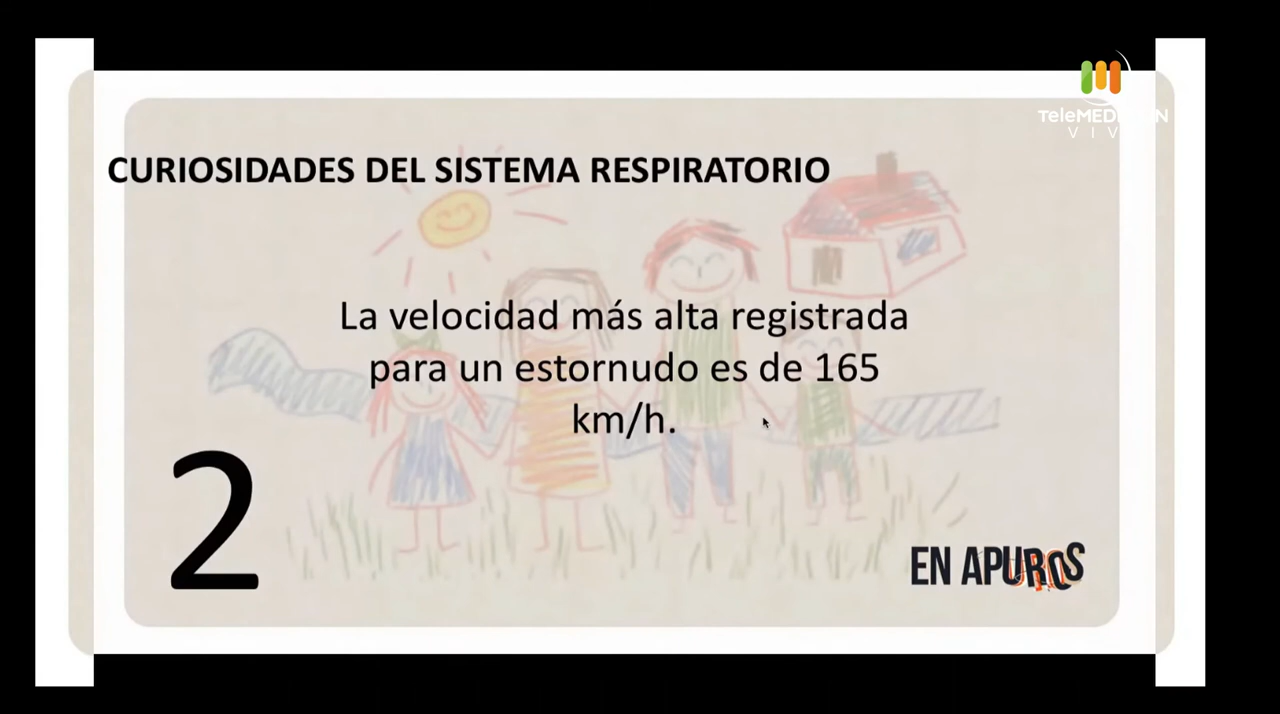 CURIOSIDADES DEL SISTEMA RESPIRATORIO
La velocidad más alta registrada
para un estornudo es de 165
km/h.
2
EN APUROS